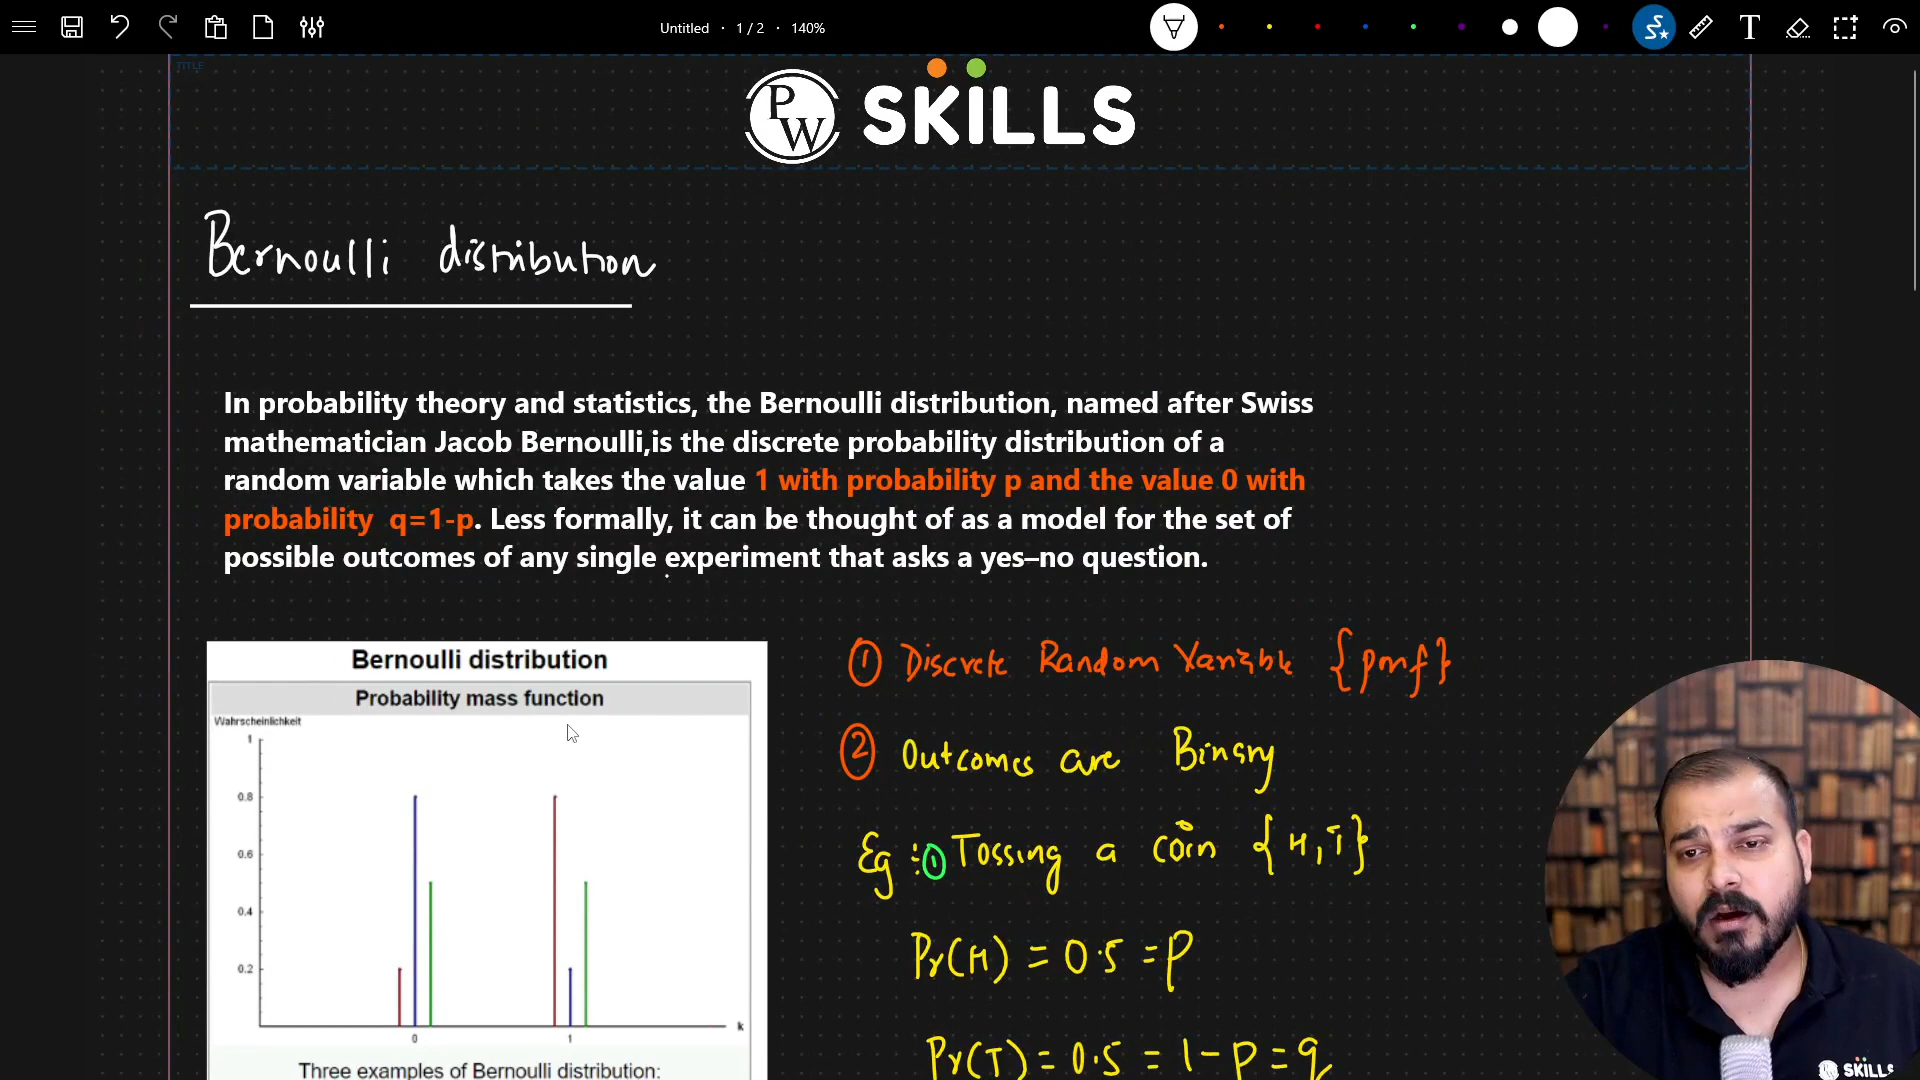 Untitled · 1 / 2 · 140%
TITLE
PW SKILLS
Bernoulli distribution
In probability theory and statistics, the Bernoulli distribution, named after Swiss
mathematician Jacob Bernoulli,is the discrete probability distribution of a
random variable which takes the value 1 with probability p and the value 0 with
probability q=1-p. Less formally, it can be thought of as a model for the set of
possible outcomes of any single experiment that asks a yes–no question.
Bernoulli distribution
Probability mass function
Wahrscheinlichkeit
1
0.8
0.6
0.4
0.2
0 1 k
Three examples of Bernoulli distribution:
① Discrete Random Variable {pmf}
② Outcomes are Binary
Eg :① Tossing a coin {H,T}
Pr(H) = 0.5 = p
Pr(T) = 0.5 = 1 - p = q
PW SKILLS